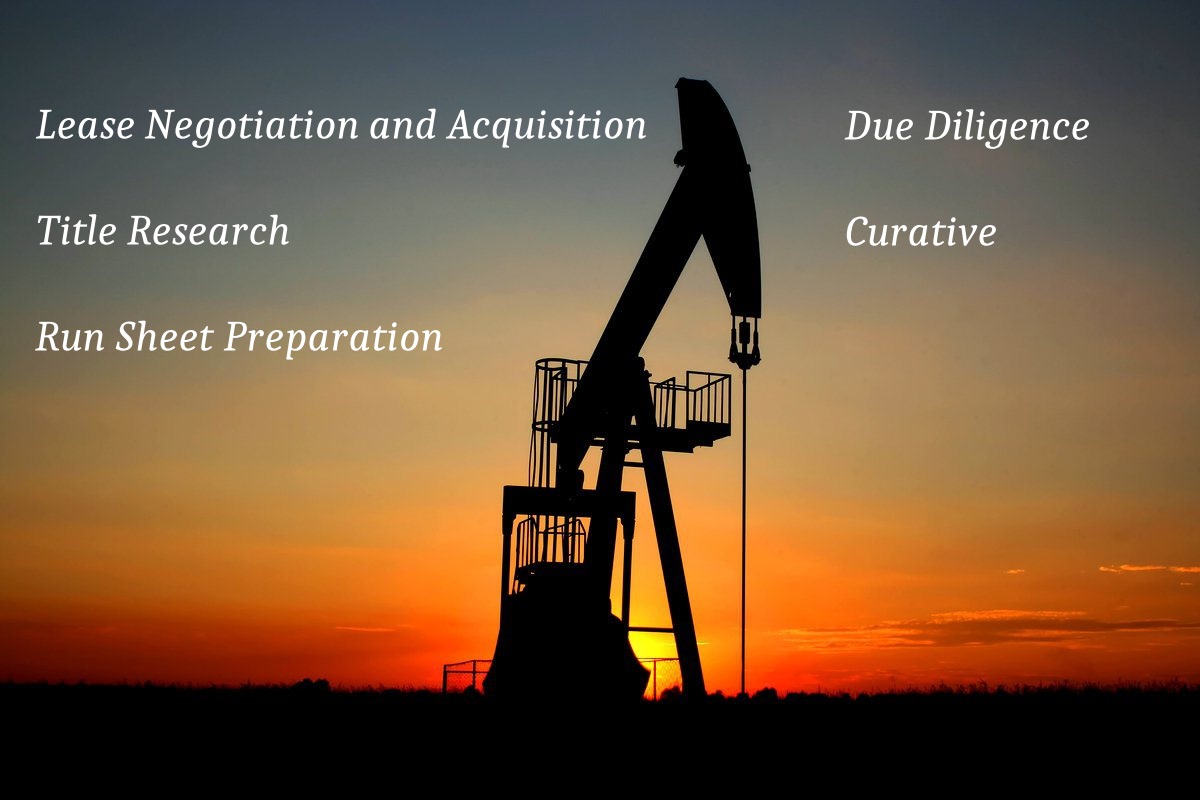 Lease Negotiation and Acquisition
Title Research
Run Sheet Preparation
Due Diligence
Curative